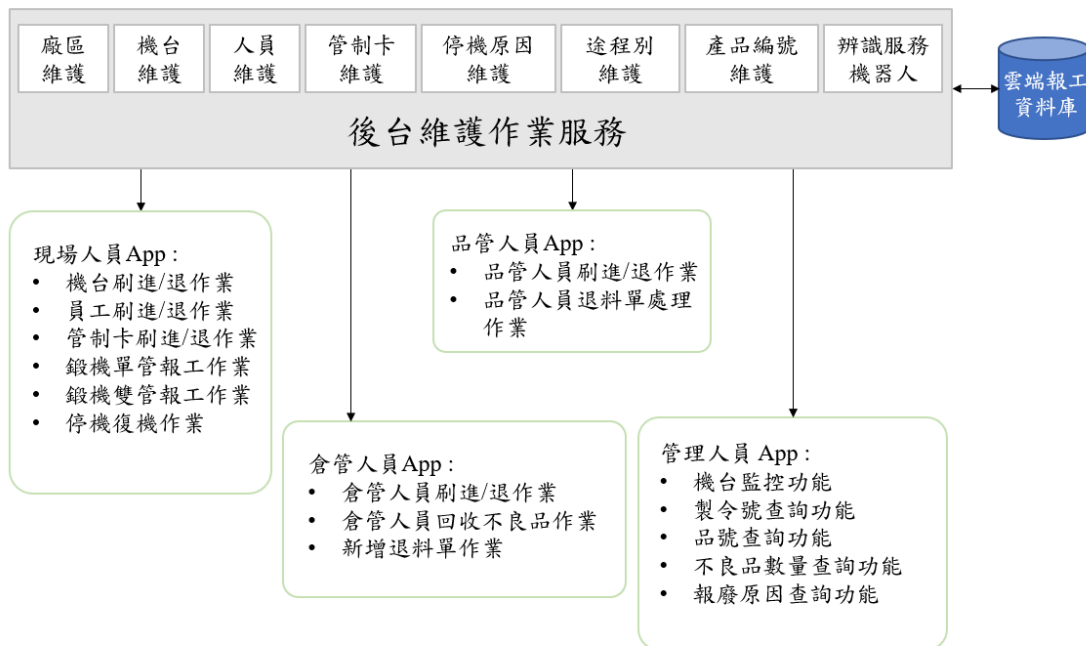 廠區
維護
機台
維護
人員
維護
管制卡
維護
停機原因
維護
途程別
維護
產品編號
維護
辨識服務
機器人
後台維護作業服務
雲端報工
資料庫
現場人員App :
• 機台刷進/退作業
• 員工刷進/退作業
• 管制卡刷進/退作業
• 鍛機單管報工作業
• 鍛機雙管報工作業
• 停機復機作業
品管人員App :
• 品管人員刷進/退作業
• 品管人員退料單處理
作業
倉管人員App :
• 倉管人員刷進/退作業
• 倉管人員回收不良品作業
• 新增退料單作業
管理人員 App :
• 機台監控功能
• 製令號查詢功能
• 品號查詢功能
• 不良品數量查詢功能
• 報廢原因查詢功能